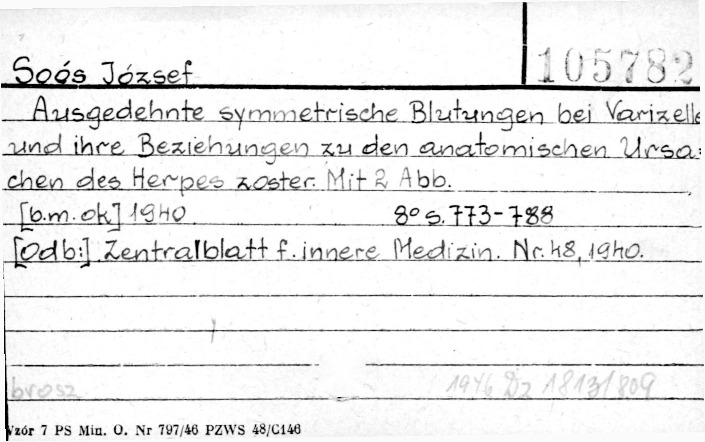 105782
Soós József
Ausgedehnte symmetrische Blutungen bei Varizelle
und ihre Beziehungen zu den anatomischen Ursa=
chen des Herpes zoster. Mit 2 Abb.
[b.m.ok] 1940 8° s. 773-788
[Odb:] Zentralblatt f. innere Medizin. Nr. 48, 1940.
brosz 1946 Dz 1813/809
Wzór 7 PS Min. O. Nr 797/46 PZWS 48/C146